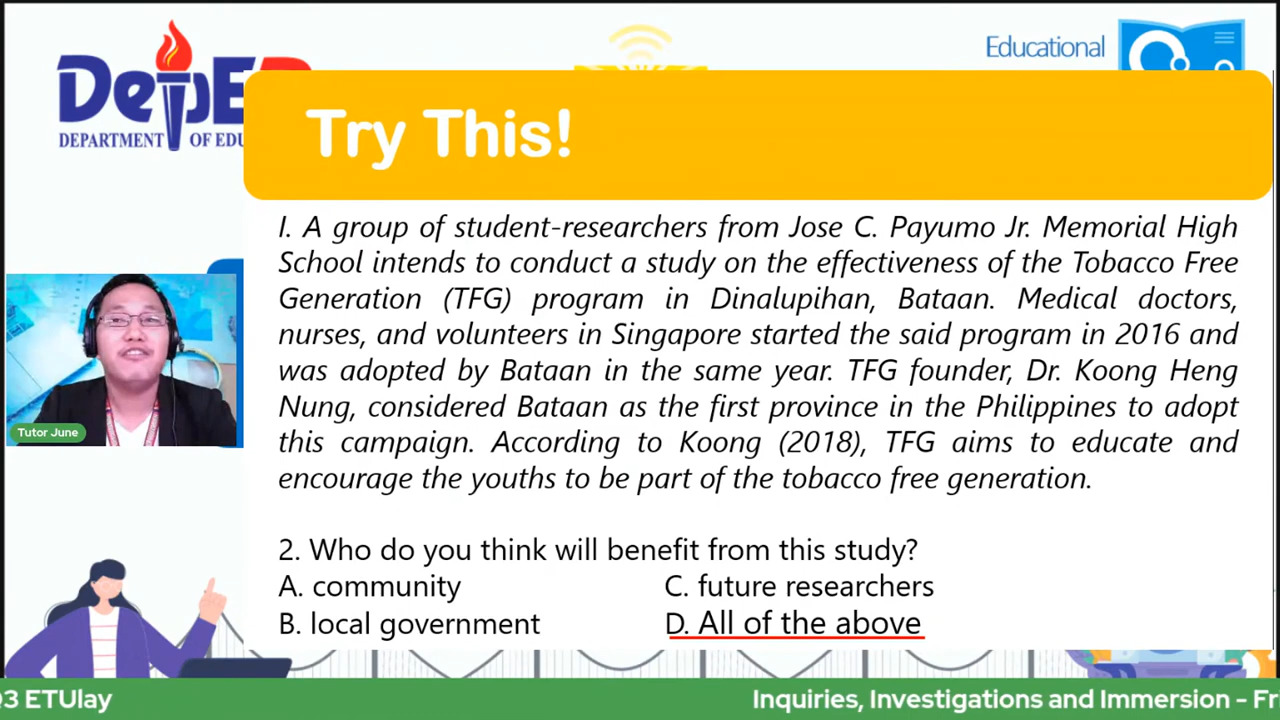 DepED
DEPARTMENT OF EDU
Educational
Try This!
I. A group of student-researchers from Jose C. Payumo Jr. Memorial High
School intends to conduct a study on the effectiveness of the Tobacco Free
Generation (TFG) program in Dinalupihan, Bataan. Medical doctors,
nurses, and volunteers in Singapore started the said program in 2016 and
was adopted by Bataan in the same year. TFG founder, Dr. Koong Heng
Nung, considered Bataan as the first province in the Philippines to adopt
this campaign. According to Koong (2018), TFG aims to educate and
encourage the youths to be part of the tobacco free generation.
Tutor June
2. Who do you think will benefit from this study?
A. community C. future researchers
B. local government D. All of the above
Q3 ETUlay Inquiries, Investigations and Immersion - Fr